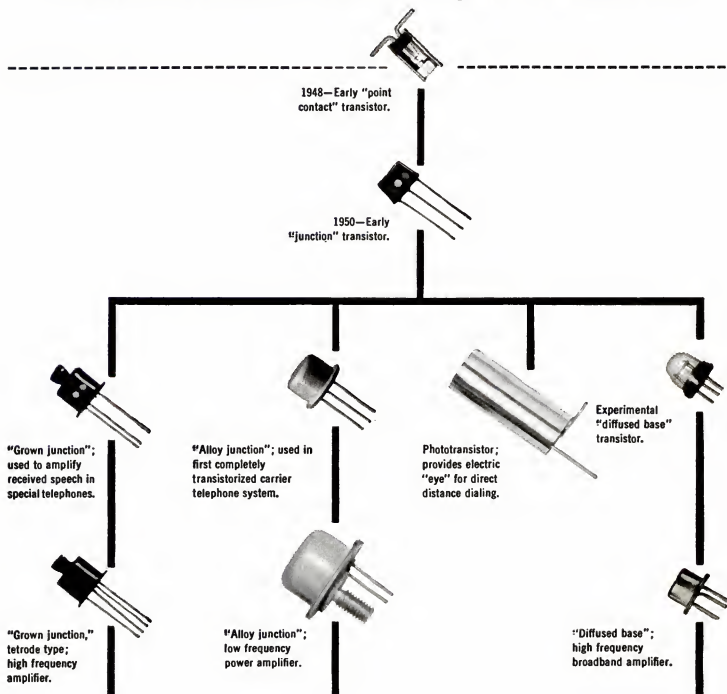 1948—Early "point
contact" transistor.
1950—Early
"junction" transistor.
"Grown junction";
used to amplify
received speech in
special telephones.
"Alloy junction"; used in
first completely
transistorized carrier
telephone system.
Phototransistor;
provides electric
"eye" for direct
distance dialing.
Experimental
"diffused base"
transistor.
"Grown junction,"
tetrode type;
high frequency
amplifier.
"Alloy junction";
low frequency
power amplifier.
"Diffused base";
high frequency
broadband amplifier.